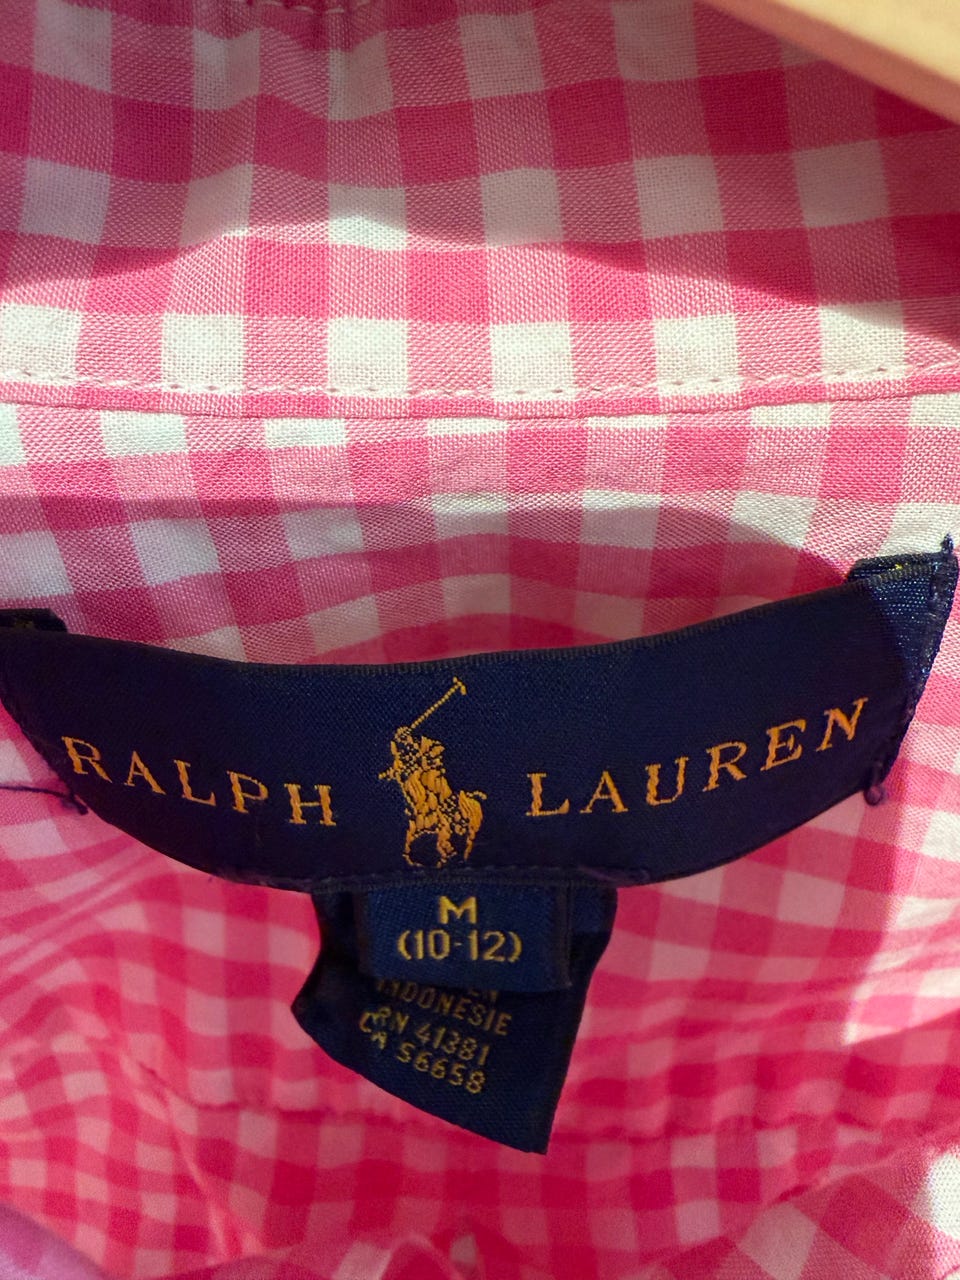 RALPH LAUREN
M
(10-12)
INDONESIE
RN 41381
CA 56658